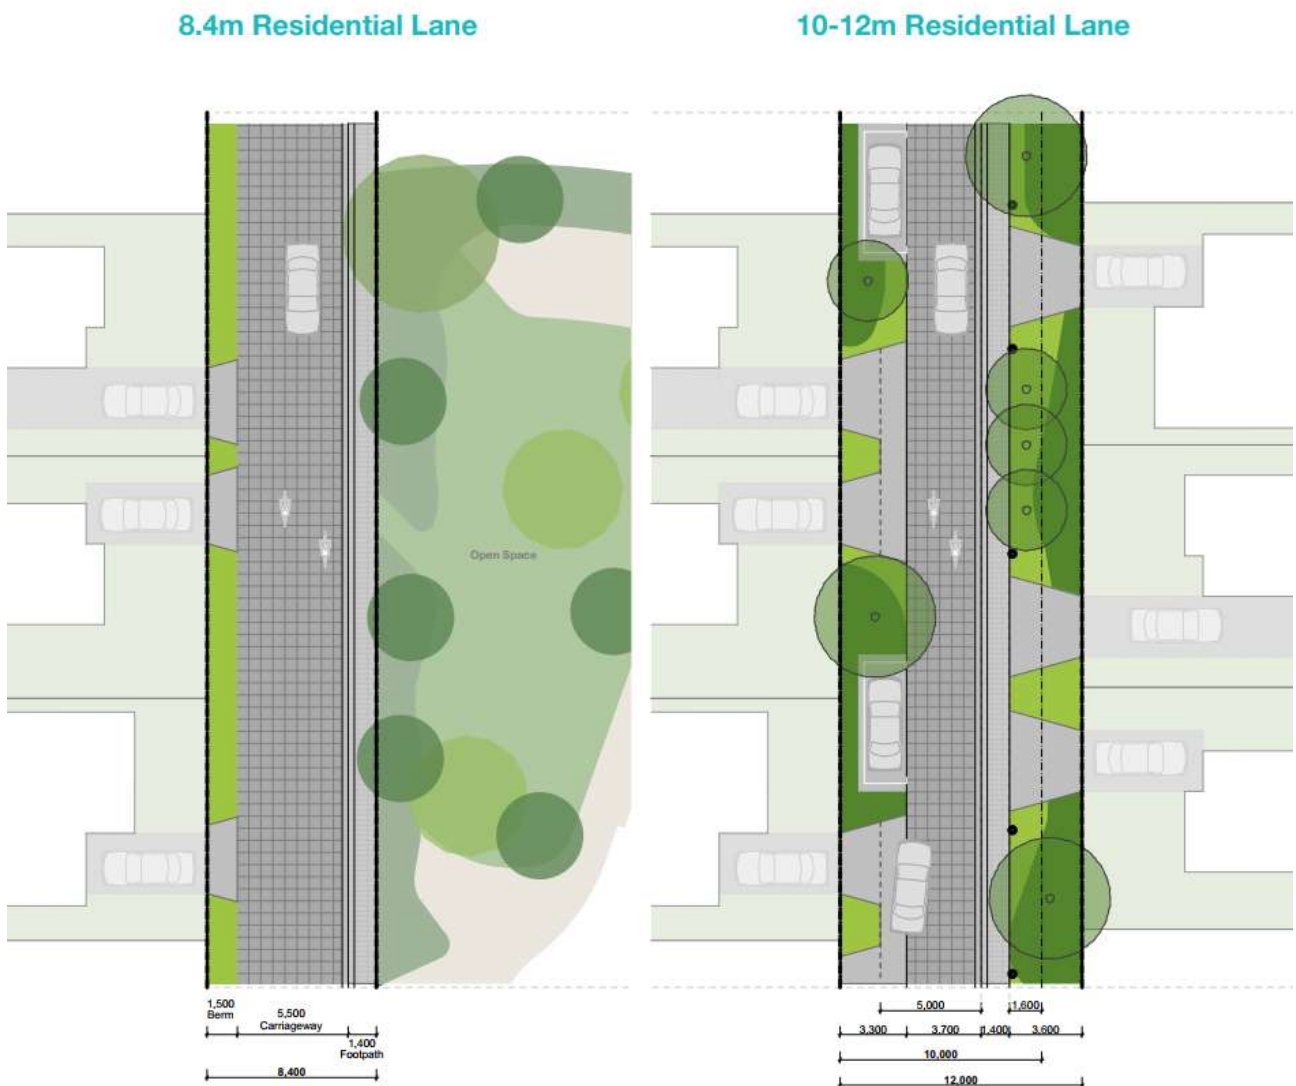 8.4m Residential Lane
10-12m Residential Lane
Open Space
1,500
Berm
5,500
Carriageway
1,400
Footpath
8,400
5,000
1,600
3.300
3.700
1.400
3.600
10,000
12.000